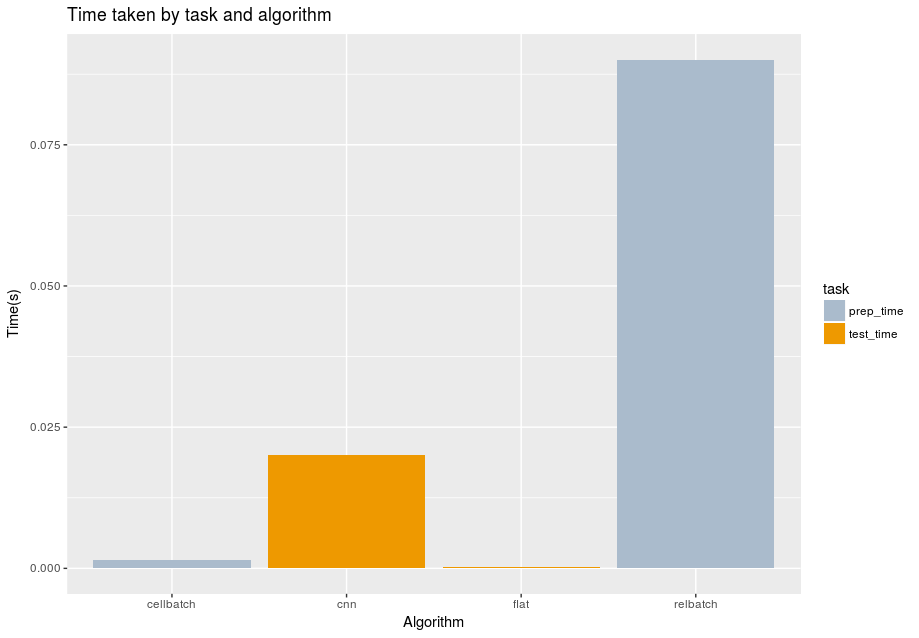 Time taken by task and algorithm
Time(s)
0.075
0.050
0.025
0.000
cellbatch
cnn
flat
relbatch
Algorithm
task
prep_time
test_time